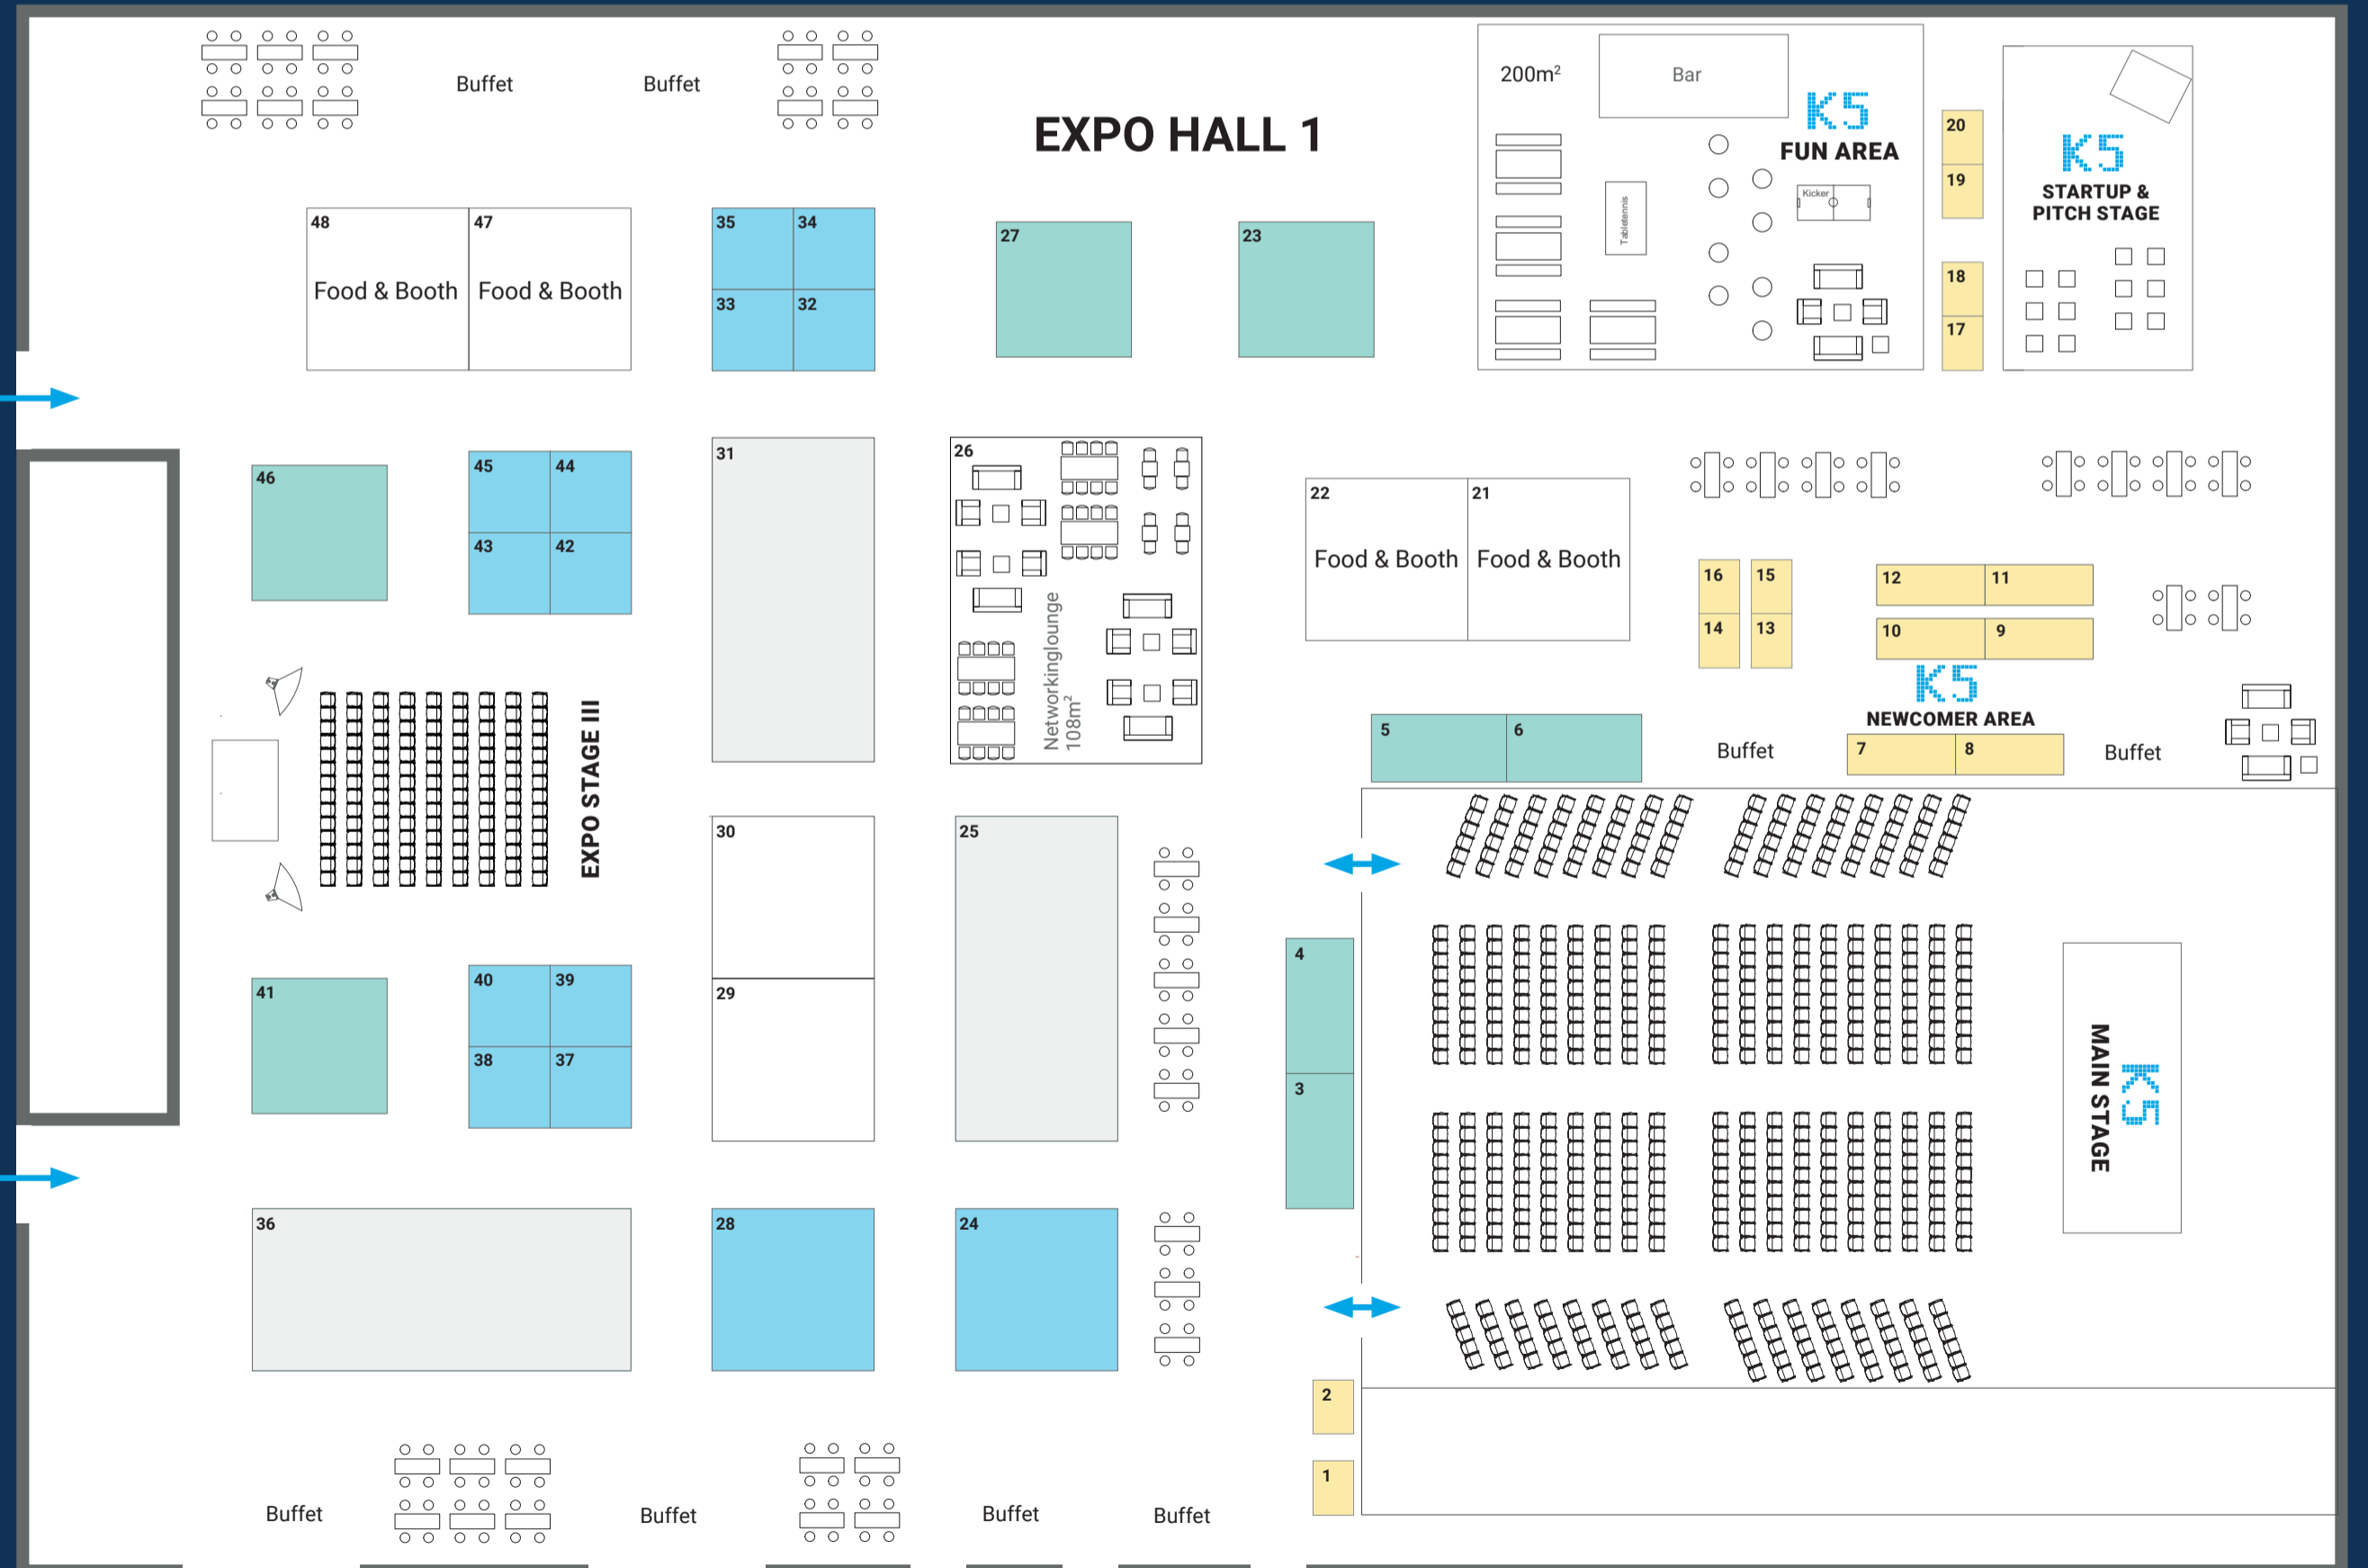 Buffet
Buffet
EXPO HALL 1
200m²
Bar
K5
FUN AREA
Kicker
Tabletennis
20
19
18
17
K5
STARTUP &
PITCH STAGE
48
Food & Booth
47
Food & Booth
35
34
33
32
27
23
46
45
44
43
42
31
26
Networkinglounge
108m²
22
Food & Booth
21
Food & Booth
16
15
14
13
12
11
10
9
K5
NEWCOMER AREA
5
6
Buffet
7
8
Buffet
EXPO STAGE III
30
29
25
4
3
K5
MAIN STAGE
41
40
39
38
37
36
28
24
2
1
Buffet
Buffet
Buffet
Buffet